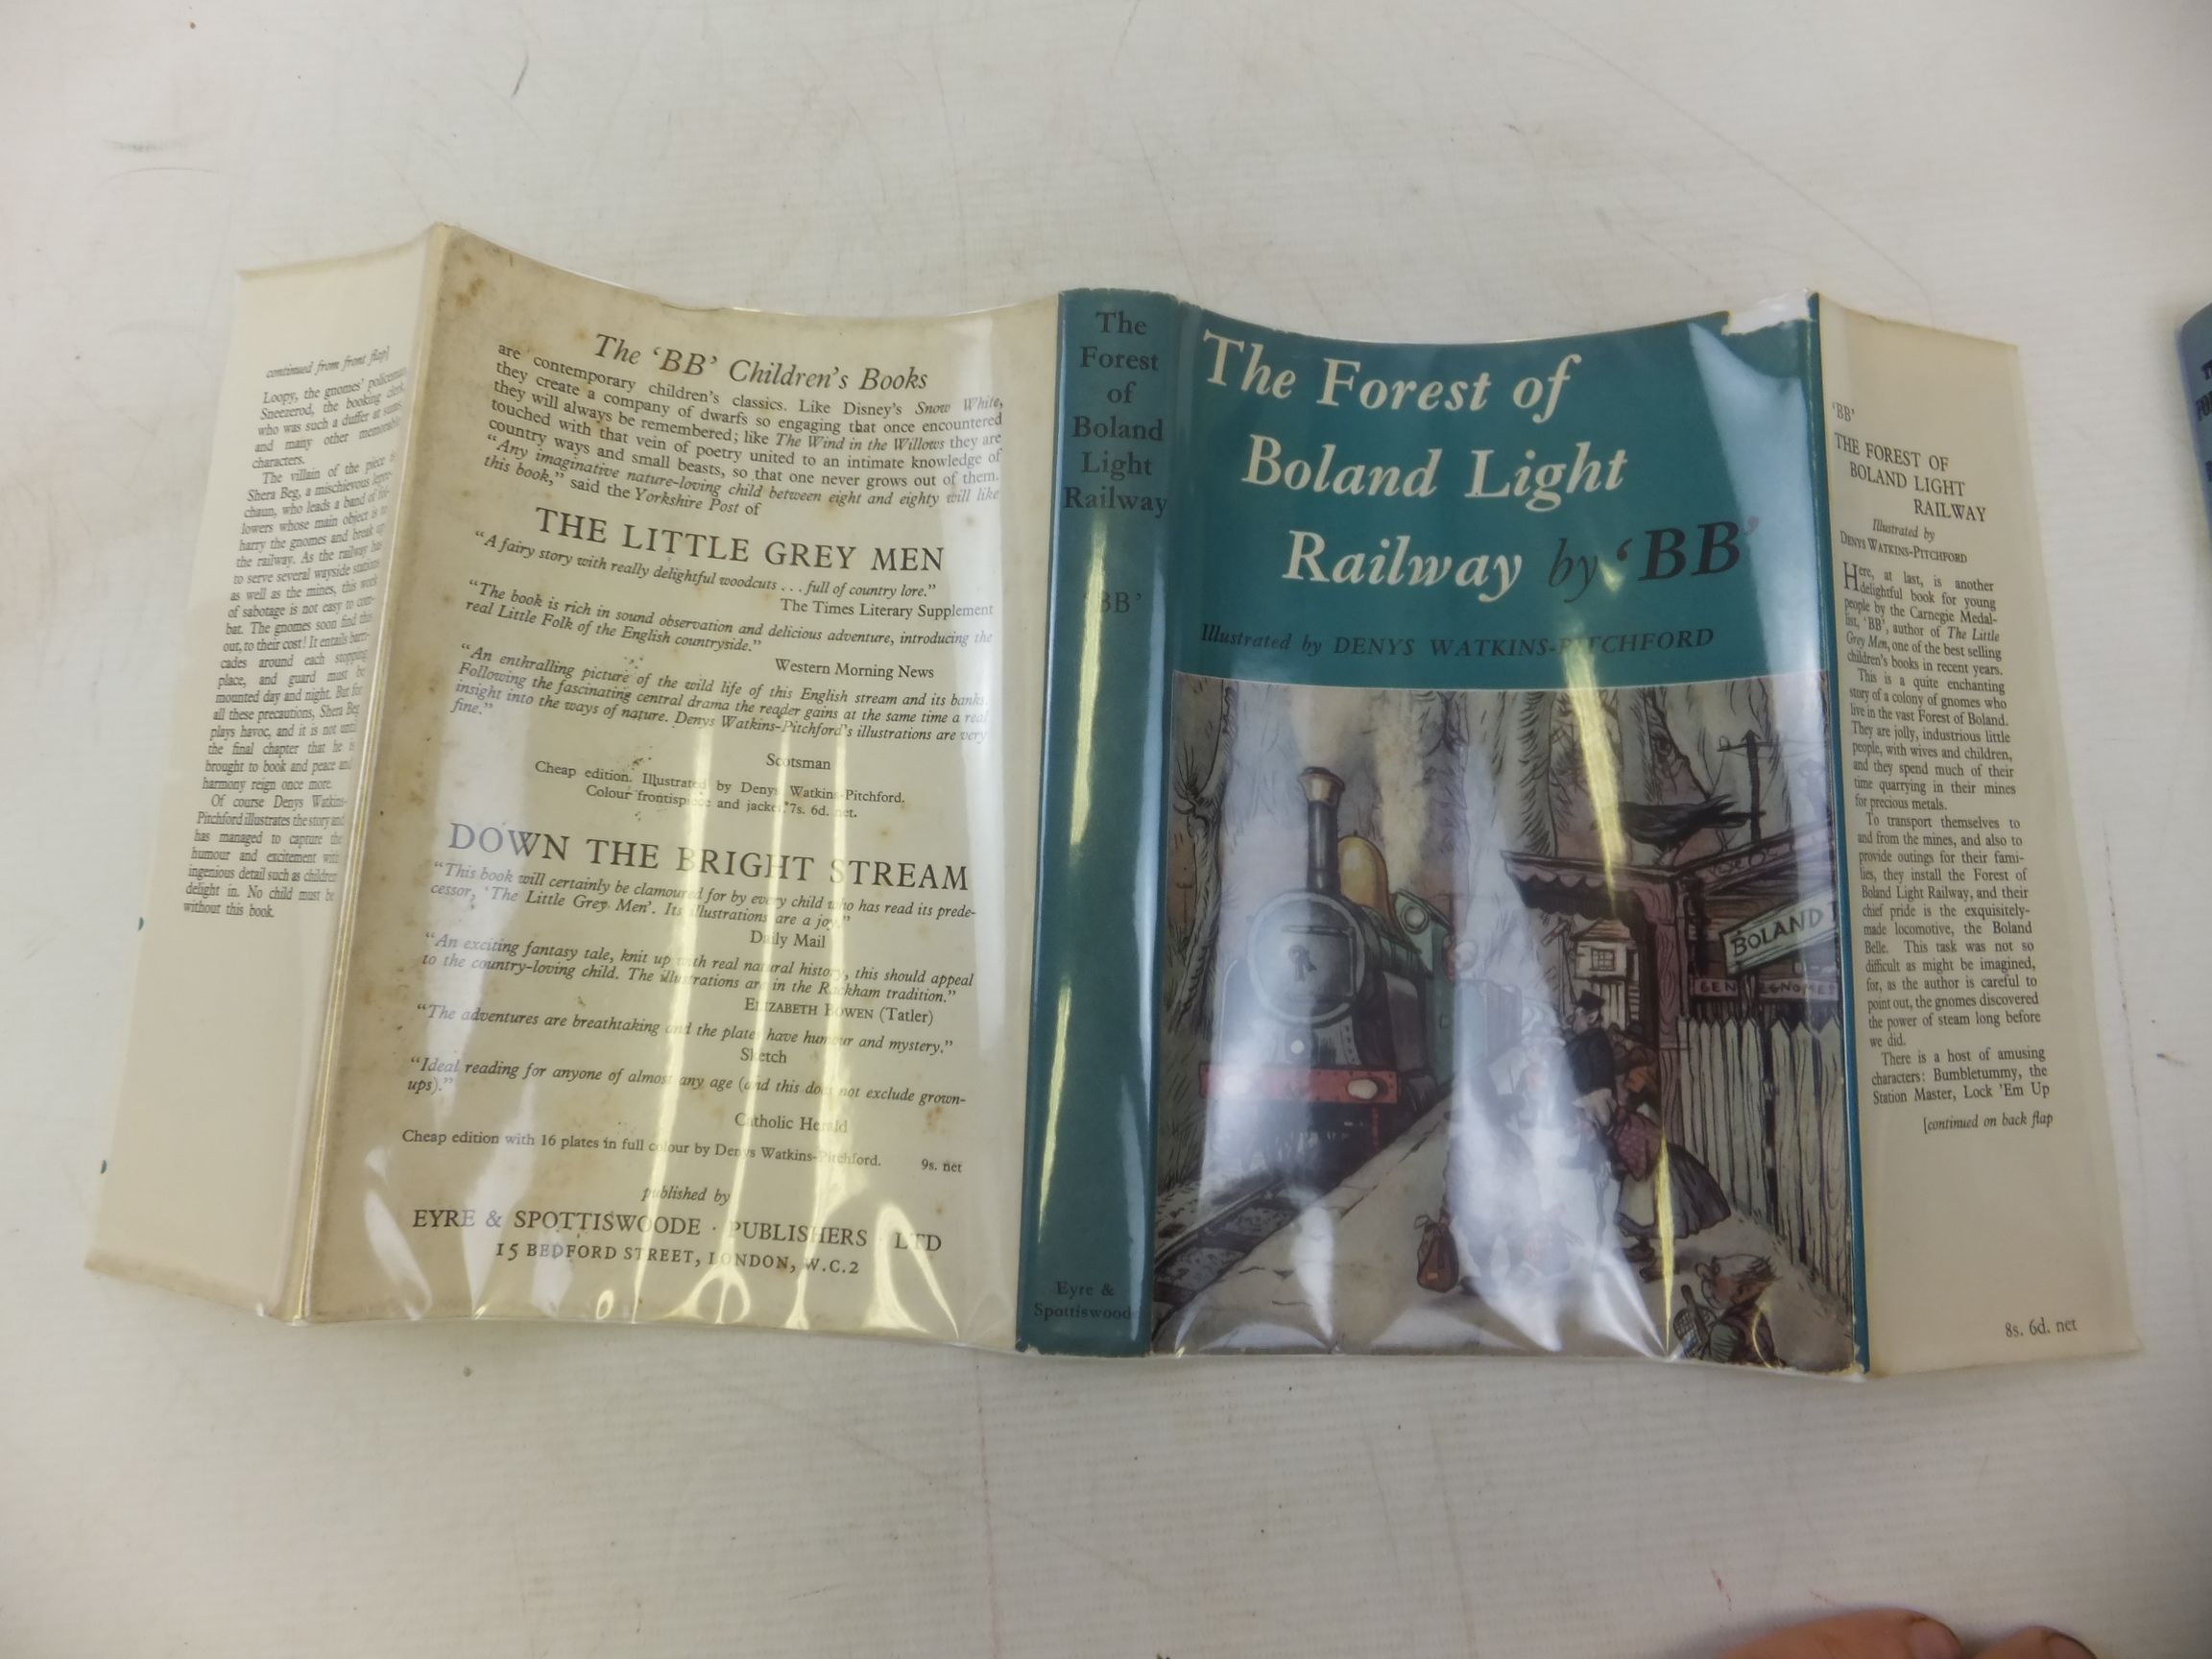 continued from front flap]
Loopy, the gnomes' policeman
Sneezerod, the booking clerk
who was such a duffer at sums
and many other memorable
characters.
The villain of the piece is
Shera Beg, a mischievous lepre-
chaun, who leads a band of fol-
lowers whose main object is to
harry the gnomes and break up
the railway. As the railway has
to serve several wayside stations
as well as the mines, this work
of sabotage is not easy to com-
bat. The gnomes soon find this
out, to their cost! It entails barri-
cades around each stopping
place, and guard must be
mounted day and night. But for
all these precautions, Shera Beg
plays havoc, and it is not until
the final chapter that he is
brought to book and peace and
harmony reign once more.
Of course Denys Watkins-
Pitchford illustrates the story and
has managed to capture the
humour and excitement with
ingenious detail such as children
delight in. No child must be
without this book.
The 'BB' Children's Books
are contemporary children's classics. Like Disney's Snow White,
they create a company of dwarfs so engaging that once encountered
they will always be remembered; like The Wind in the Willows they are
touched with that vein of poetry united to an intimate knowledge of
country ways and small beasts, so that one never grows out of them.
"Any imaginative nature-loving child between eight and eighty will like
this book," said the Yorkshire Post of
THE LITTLE GREY MEN
"A fairy story with really delightful woodcuts . . . full of country lore."
The Times Literary Supplement
"The book is rich in sound observation and delicious adventure, introducing the
real Little Folk of the English countryside."
Western Morning News
"An enthralling picture of the wild life of this English stream and its banks.
Following the fascinating central drama the reader gains at the same time a real
insight into the ways of nature. Denys Watkins-Pitchford's illustrations are very
fine."
Scotsman
Cheap edition. Illustrated by Denys Watkins-Pitchford.
Colour frontispiece and jacket 7s. 6d. net.
DOWN THE BRIGHT STREAM
"This book will certainly be clamoured for by every child who has read its prede-
cessor, 'The Little Grey Men'. Its illustrations are a joy."
Daily Mail
"An exciting fantasy tale, knit up with real natural history, this should appeal
to the country-loving child. The illustrations are in the Rackham tradition."
ELIZABETH BOWEN (Tatler)
"The adventures are breathtaking and the plates have humour and mystery."
Sketch
"Ideal reading for anyone of almost any age (and this does not exclude grown-
ups)."
Catholic Herald
Cheap edition with 16 plates in full colour by Denys Watkins-Pitchford. 9s. net
published by
EYRE & SPOTTISWOODE · PUBLISHERS · LTD
15 BEDFORD STREET, LONDON, W.C.2
The
Forest
of
Boland
Light
Railway
'BB'
Eyre &
Spottiswoode
The Forest of
Boland Light
Railway by 'BB'
Illustrated by DENYS WATKINS-PITCHFORD
BOLAND
'BB'
THE FOREST OF
BOLAND LIGHT
RAILWAY
Illustrated by
DENYS WATKINS-PITCHFORD
Here, at last, is another
delightful book for young
people by the Carnegie Medal-
list, 'BB', author of The Little
Grey Men, one of the best selling
children's books in recent years.
This is a quite enchanting
story of a colony of gnomes who
live in the vast Forest of Boland.
They are jolly, industrious little
people, with wives and children,
and they spend much of their
time quarrying in their mines
for precious metals.
To transport themselves to
and from the mines, and also to
provide outings for their fami-
lies, they install the Forest of
Boland Light Railway, and their
chief pride is the exquisitely-
made locomotive, the Boland
Belle. This task was not so
difficult as might be imagined,
for, as the author is careful to
point out, the gnomes discovered
the power of steam long before
we did.
There is a host of amusing
characters: Bumbletummy, the
Station Master, Lock 'Em Up
[continued on back flap
8s. 6d. net